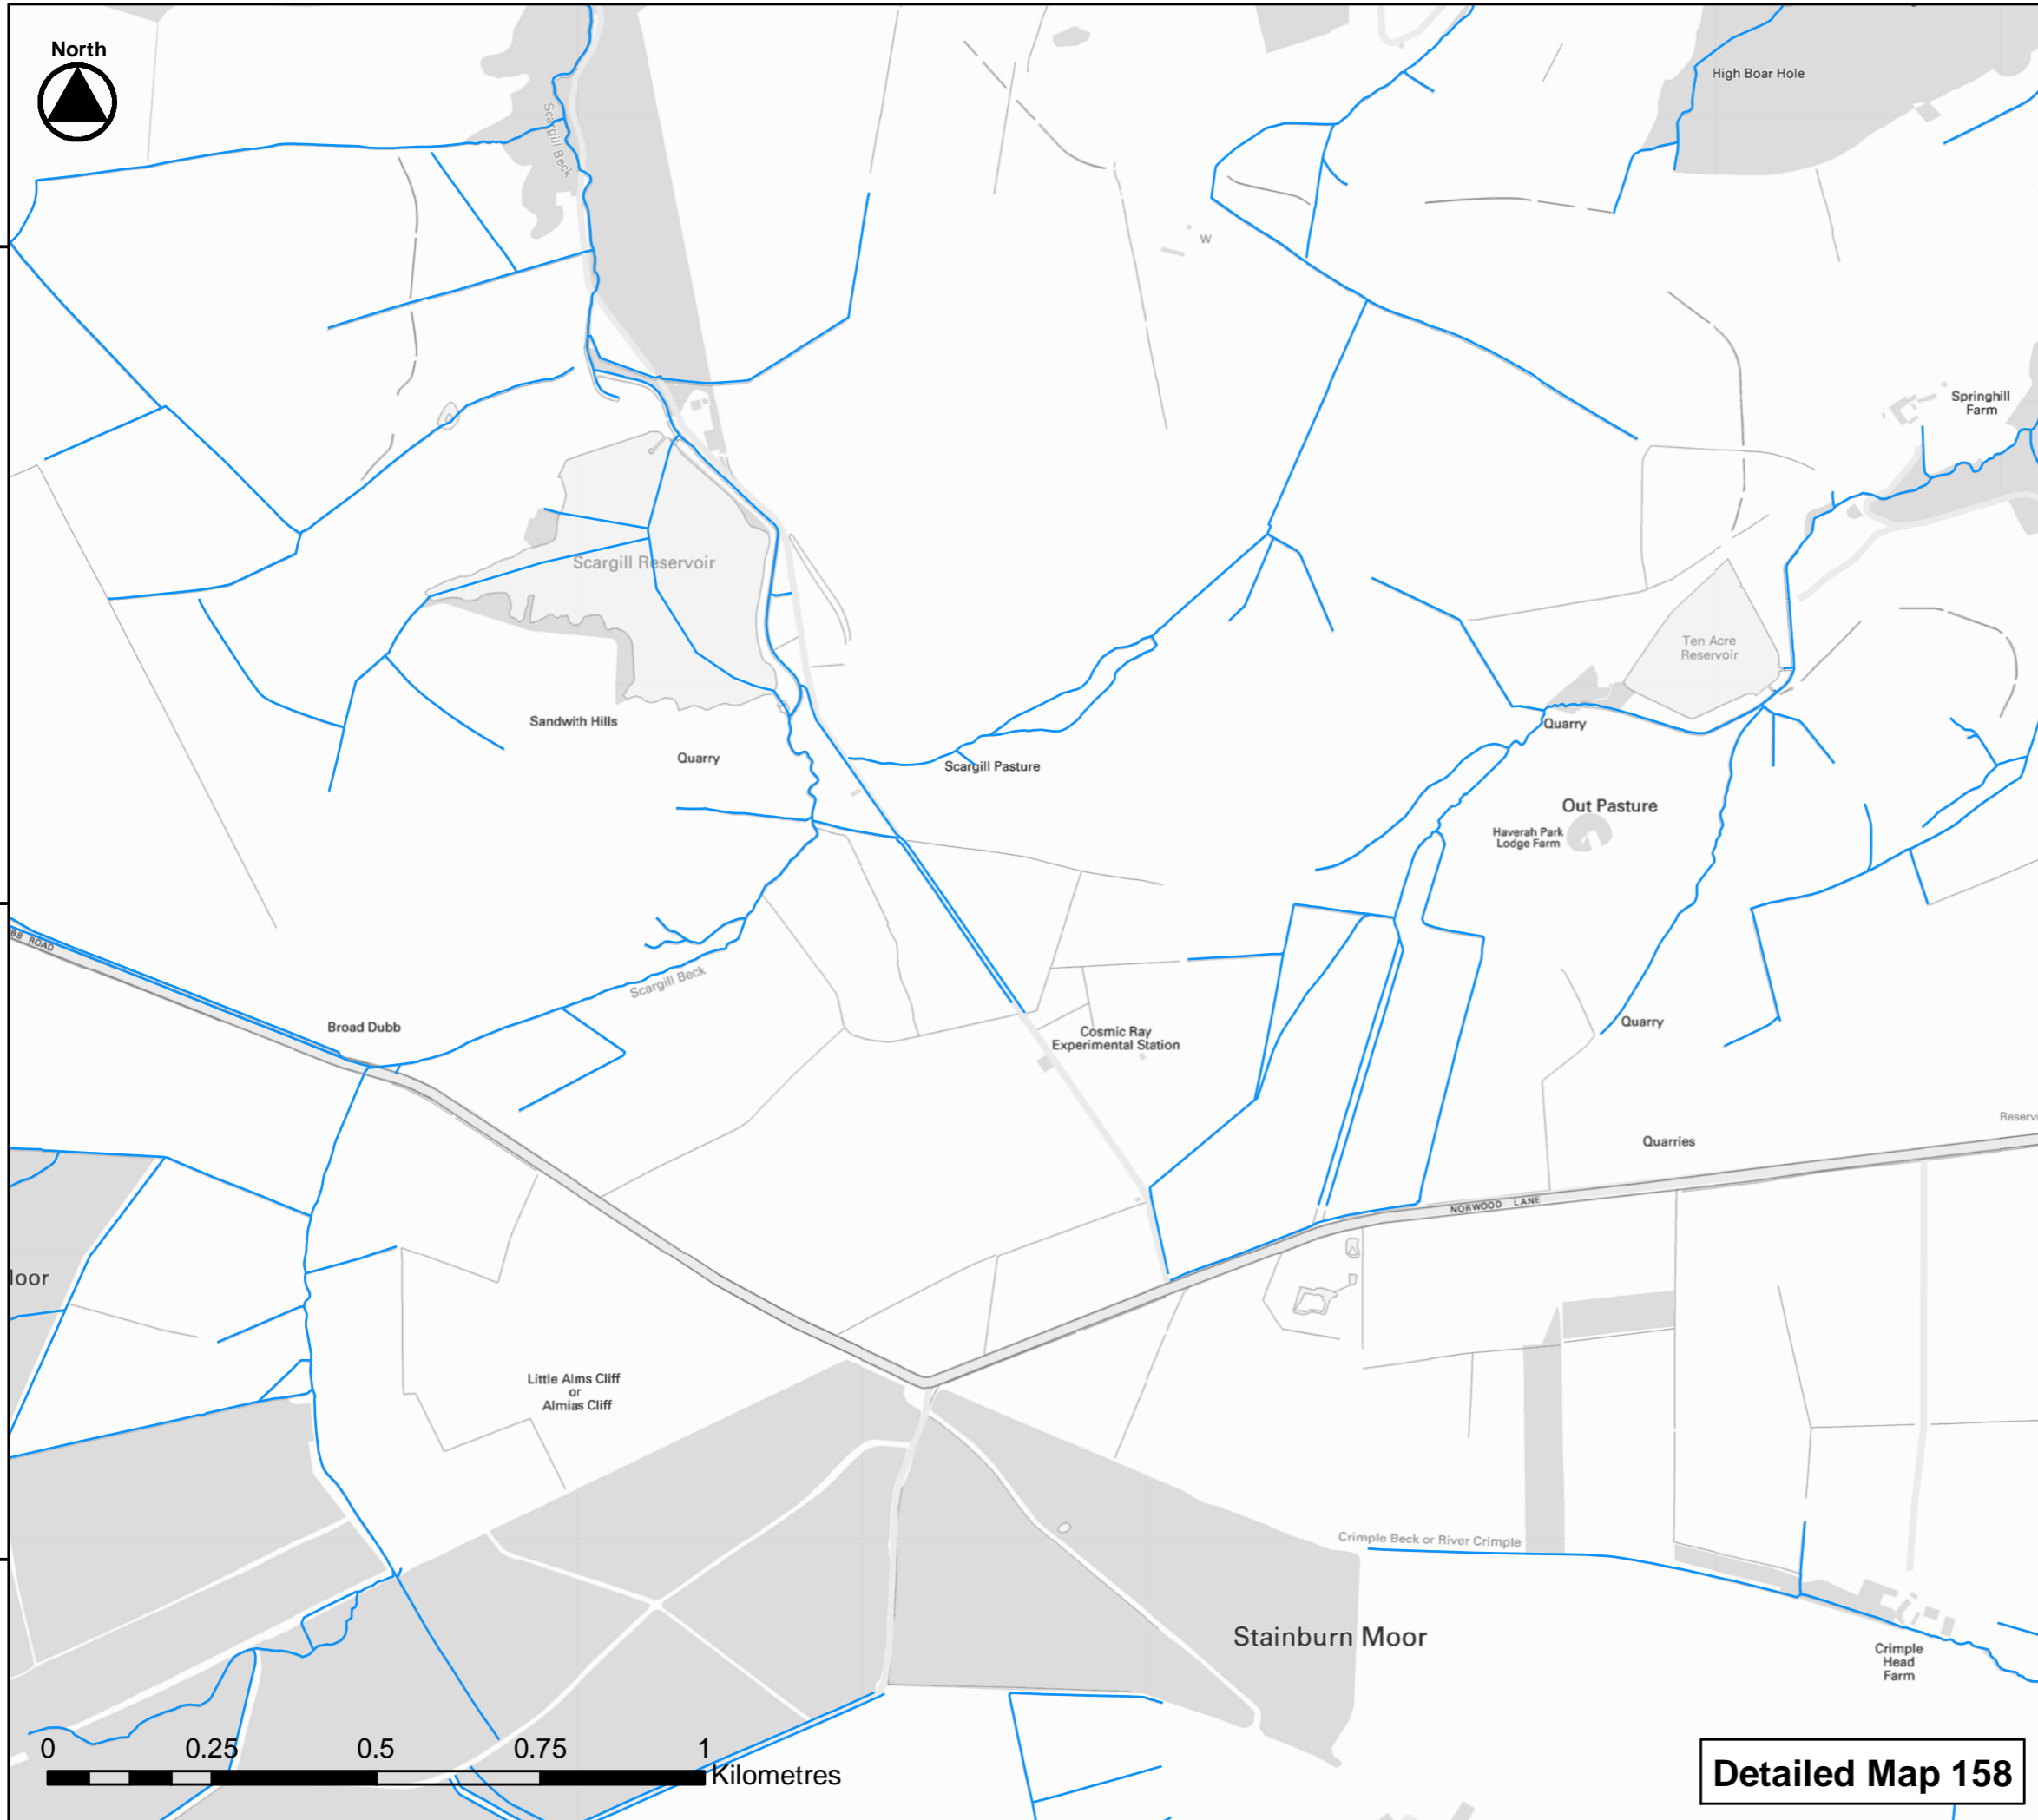 North
High Boar Hole
Scargill Beck
W
Springhill
Farm
Scargill Reservoir
Ten Acre
Reservoir
Sandwith Hills
Quarry
Quarry
Scargill Pasture
Out Pasture
Haverah Park
Lodge Farm
BB ROAD
Scargill Beck
Broad Dubb
Cosmic Ray
Experimental Station
Quarry
Reserv
Quarries
NORWOOD LANE
oor
Little Alms Cliff
or
Almias Cliff
Crimple Beck or River Crimple
Stainburn Moor
Crimple
Head
Farm
0 0.25 0.5 0.75 1
Kilometres
Detailed Map 158